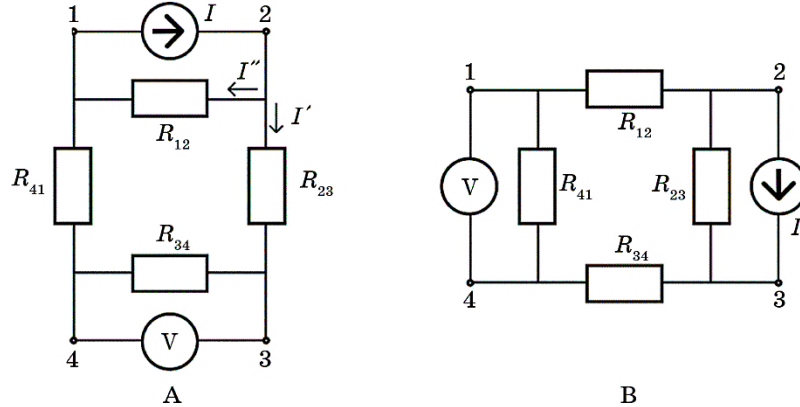 1 I 2
I″
I′
R₁₂
R₄₁ R₂₃
R₃₄
V
4 3
A
1 2
R₁₂
V R₄₁ R₂₃
I
R₃₄
4 3
B